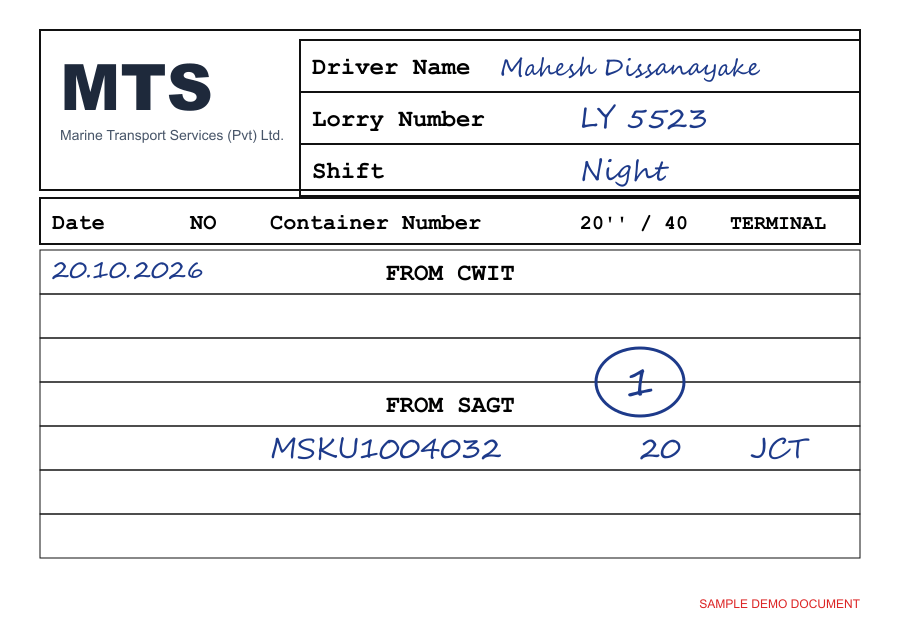 MTS
Marine Transport Services (Pvt) Ltd.
Driver Name Mahesh Dissanayake
Lorry Number LY 5523
Shift Night
Date NO Container Number 20'' / 40 TERMINAL
20.10.2026 FROM CWIT
1
FROM SAGT
MSKU1004032 20 JCT
SAMPLE DEMO DOCUMENT